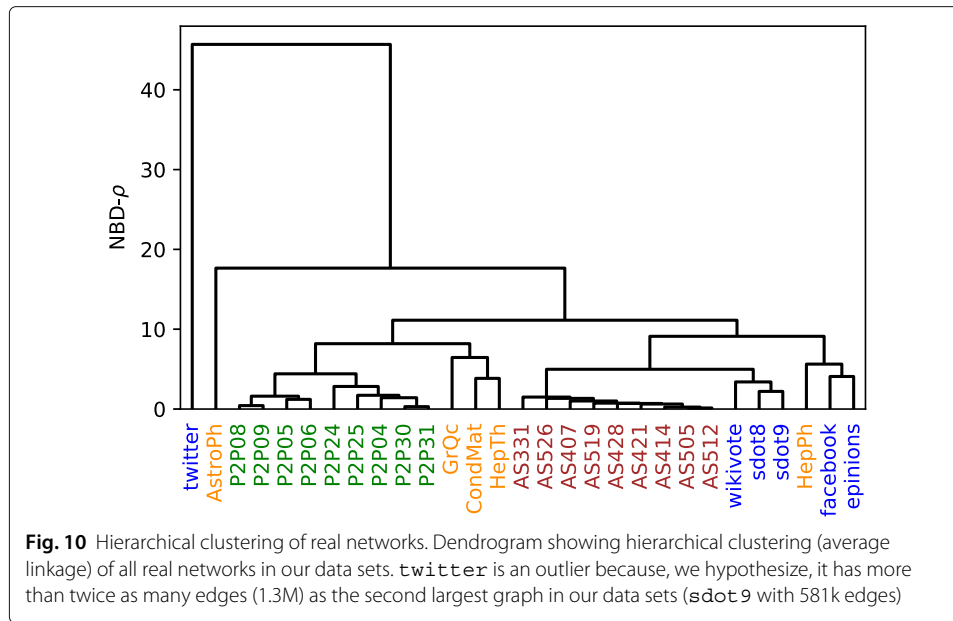 40
30
20
10
0
NBD-ρ
twitter
AstroPh
P2P08
P2P09
P2P05
P2P06
P2P24
P2P25
P2P04
P2P30
P2P31
GrQc
CondMat
HepTh
AS331
AS526
AS407
AS519
AS428
AS421
AS414
AS505
AS512
wikivote
sdot8
sdot9
HepPh
facebook
epinions
Fig. 10 Hierarchical clustering of real networks. Dendrogram showing hierarchical clustering (average
linkage) of all real networks in our data sets. twitter is an outlier because, we hypothesize, it has more
than twice as many edges (1.3M) as the second largest graph in our data sets (sdot9 with 581k edges)